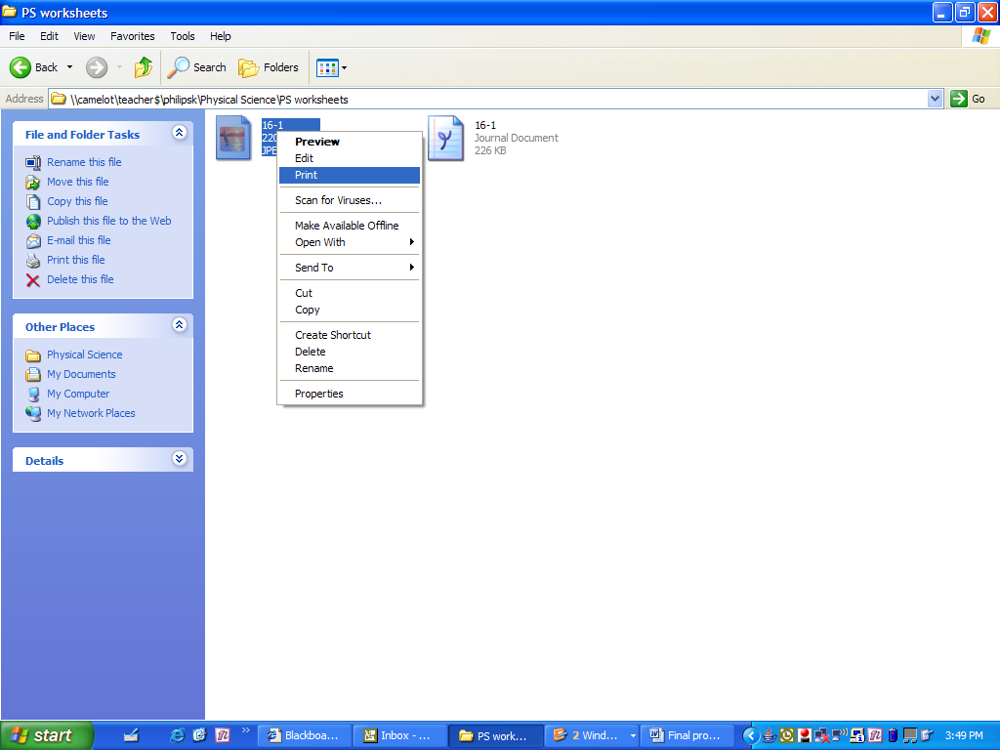 PS worksheets
File Edit View Favorites Tools Help
Back Search Folders
Address \\camelot\teacher$\philipsk\Physical Science\PS worksheets Go
File and Folder Tasks
Rename this file
Move this file
Copy this file
Publish this file to the Web
E-mail this file
Print this file
Delete this file
Other Places
Physical Science
My Documents
My Computer
My Network Places
Details
16-1
220
JPE
16-1
Journal Document
226 KB
Preview
Edit
Print
Scan for Viruses...
Make Available Offline
Open With
Send To
Cut
Copy
Create Shortcut
Delete
Rename
Properties
start Blackboa... Inbox - ... PS work... 2 Wind... Final pro... 3:49 PM